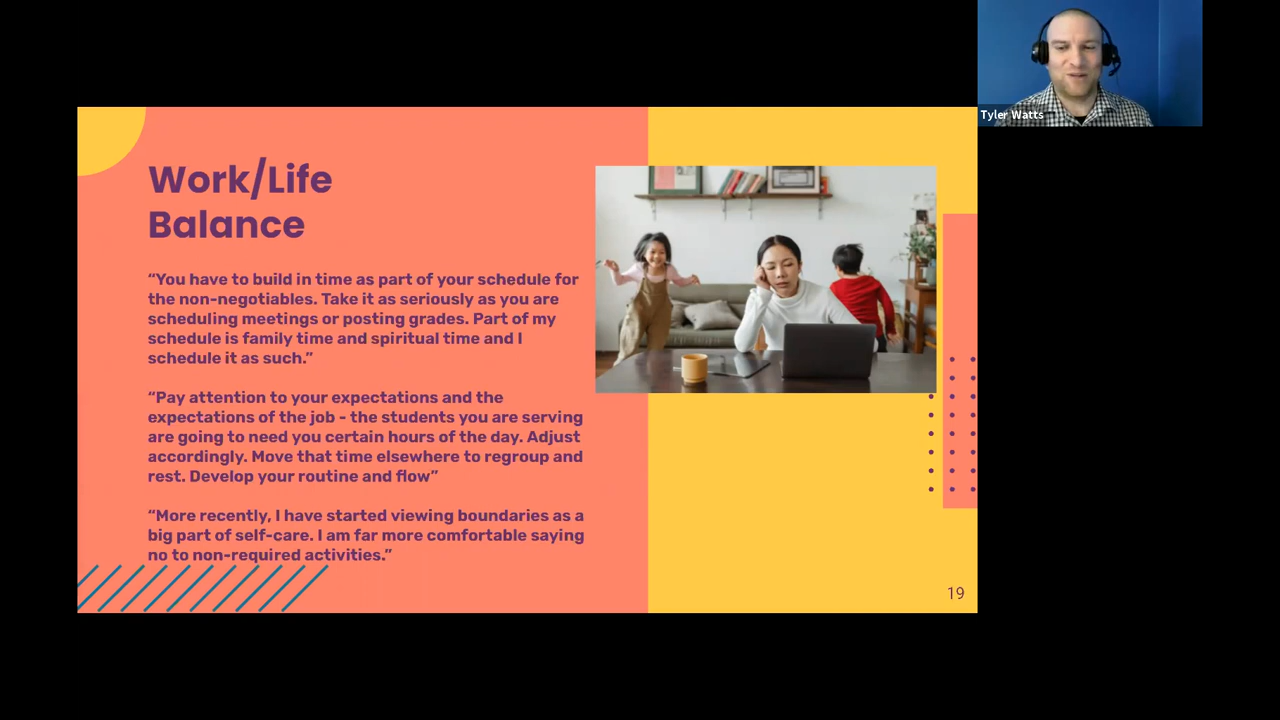 Tyler Watts
Work/Life
Balance
“You have to build in time as part of your schedule for
the non-negotiables. Take it as seriously as you are
scheduling meetings or posting grades. Part of my
schedule is family time and spiritual time and I
schedule it as such.”
“Pay attention to your expectations and the
expectations of the job - the students you are serving
are going to need you certain hours of the day. Adjust
accordingly. Move that time elsewhere to regroup and
rest. Develop your routine and flow”
“More recently, I have started viewing boundaries as a
big part of self-care. I am far more comfortable saying
no to non-required activities.”
19